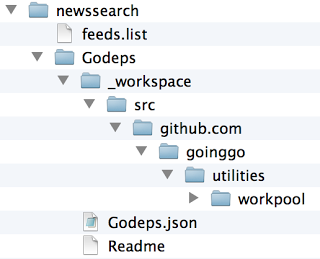 newssearch
feeds.list
Godeps
_workspace
src
github.com
goinggo
utilities
workpool
Godeps.json
Readme